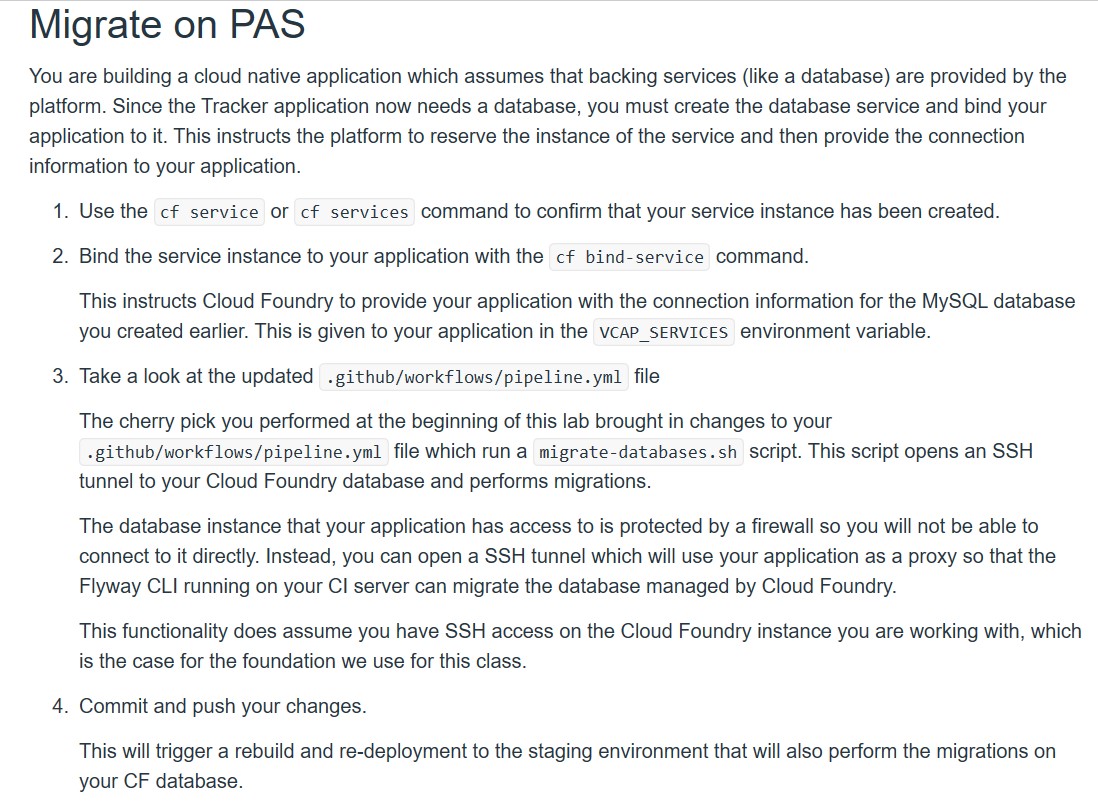 Migrate on PAS
You are building a cloud native application which assumes that backing services (like a database) are provided by the
platform. Since the Tracker application now needs a database, you must create the database service and bind your
application to it. This instructs the platform to reserve the instance of the service and then provide the connection
information to your application.
1. Use the cf service or cf services command to confirm that your service instance has been created.
2. Bind the service instance to your application with the cf bind-service command.
This instructs Cloud Foundry to provide your application with the connection information for the MySQL database
you created earlier. This is given to your application in the VCAP_SERVICES environment variable.
3. Take a look at the updated .github/workflows/pipeline.yml file
The cherry pick you performed at the beginning of this lab brought in changes to your
.github/workflows/pipeline.yml file which run a migrate-databases.sh script. This script opens an SSH
tunnel to your Cloud Foundry database and performs migrations.
The database instance that your application has access to is protected by a firewall so you will not be able to
connect to it directly. Instead, you can open a SSH tunnel which will use your application as a proxy so that the
Flyway CLI running on your CI server can migrate the database managed by Cloud Foundry.
This functionality does assume you have SSH access on the Cloud Foundry instance you are working with, which
is the case for the foundation we use for this class.
4. Commit and push your changes.
This will trigger a rebuild and re-deployment to the staging environment that will also perform the migrations on
your CF database.